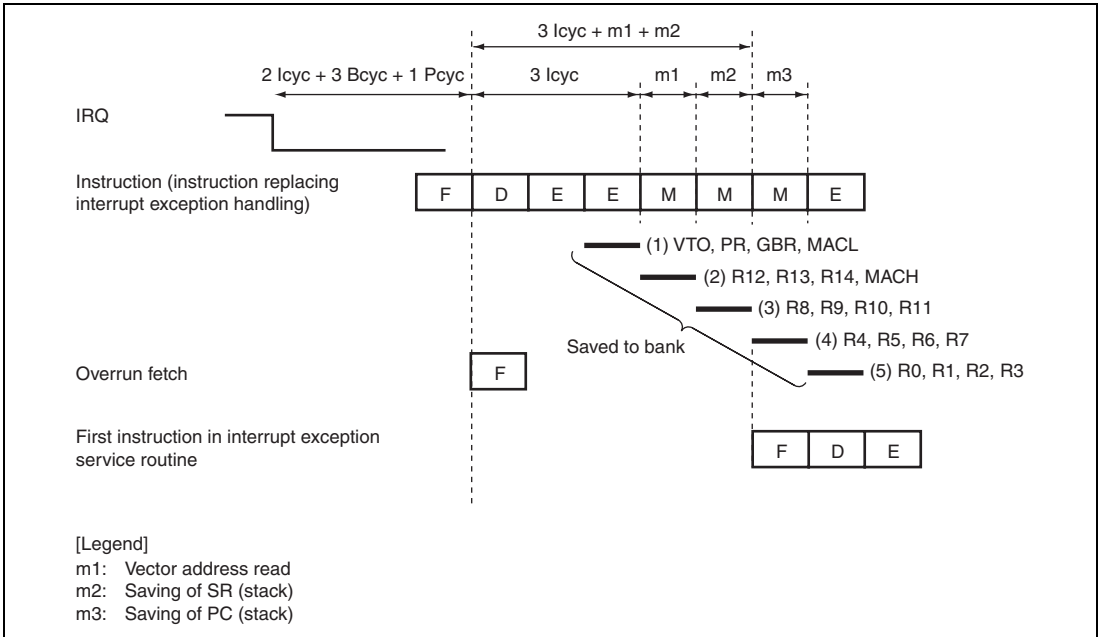 3 Icyc + m1 + m2
2 Icyc + 3 Bcyc + 1 Pcyc 3 Icyc m1 m2 m3
IRQ
Instruction (instruction replacing
interrupt exception handling)
F D E E M M M E
(1) VTO, PR, GBR, MACL
(2) R12, R13, R14, MACH
(3) R8, R9, R10, R11
(4) R4, R5, R6, R7
Saved to bank
(5) R0, R1, R2, R3
Overrun fetch
F
First instruction in interrupt exception
service routine
F D E
[Legend]
m1: Vector address read
m2: Saving of SR (stack)
m3: Saving of PC (stack)